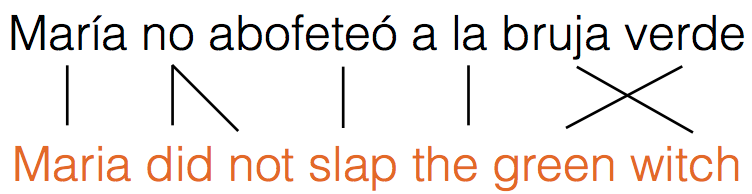 María no abofeteó a la bruja verde
Maria did not slap the green witch